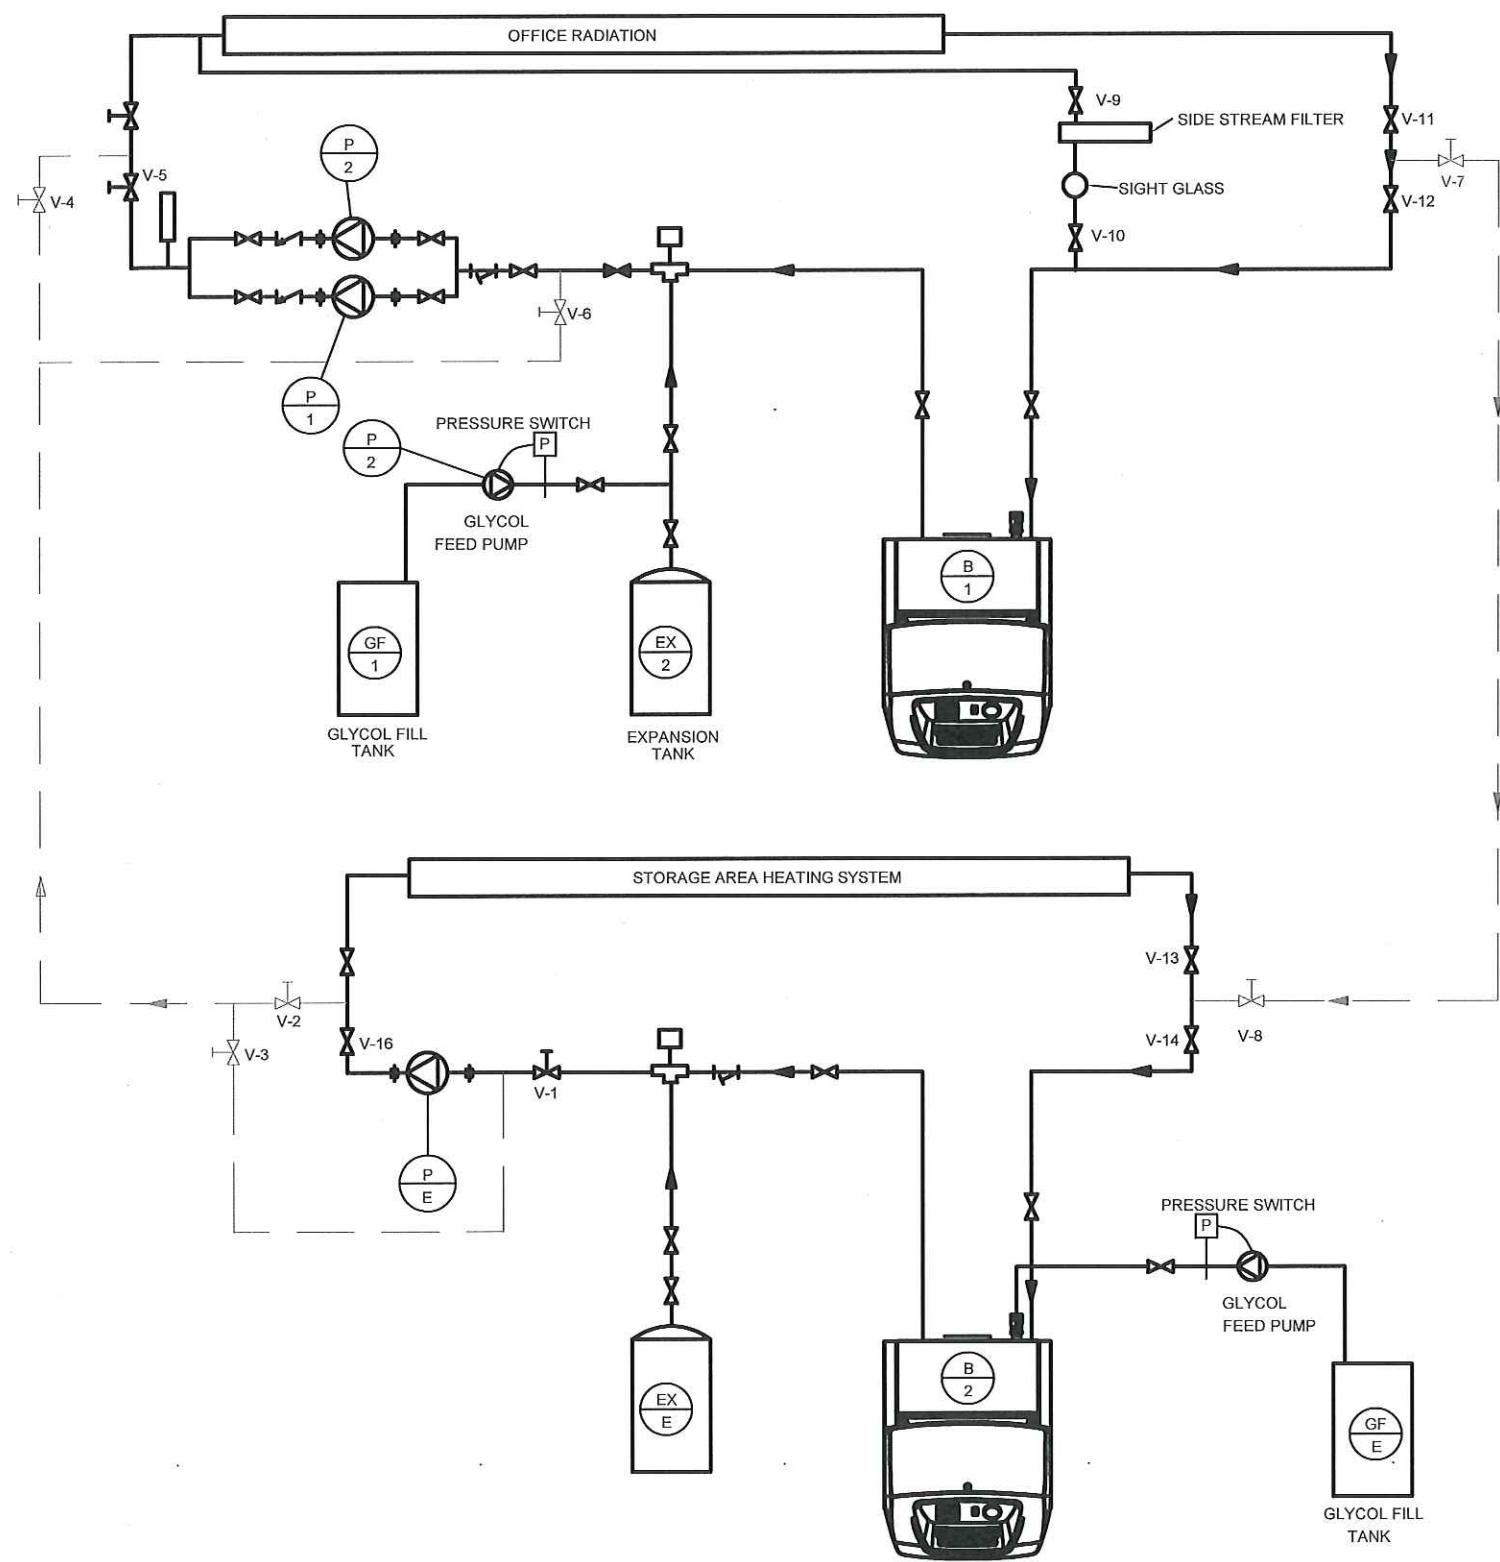 OFFICE RADIATION
V-9
SIDE STREAM FILTER
V-11
P
2
V-5
V-4
SIGHT GLASS
V-7
V-12
V-10
V-6
P
1
PRESSURE SWITCH
P
2
P
GLYCOL
FEED PUMP
B
1
GF
1
EX
2
GLYCOL FILL
TANK
EXPANSION
TANK
STORAGE AREA HEATING SYSTEM
V-13
V-2
V-16
V-3
V-14
V-8
V-1
P
E
PRESSURE SWITCH
P
GLYCOL
FEED PUMP
B
2
EX
E
GF
E
GLYCOL FILL
TANK